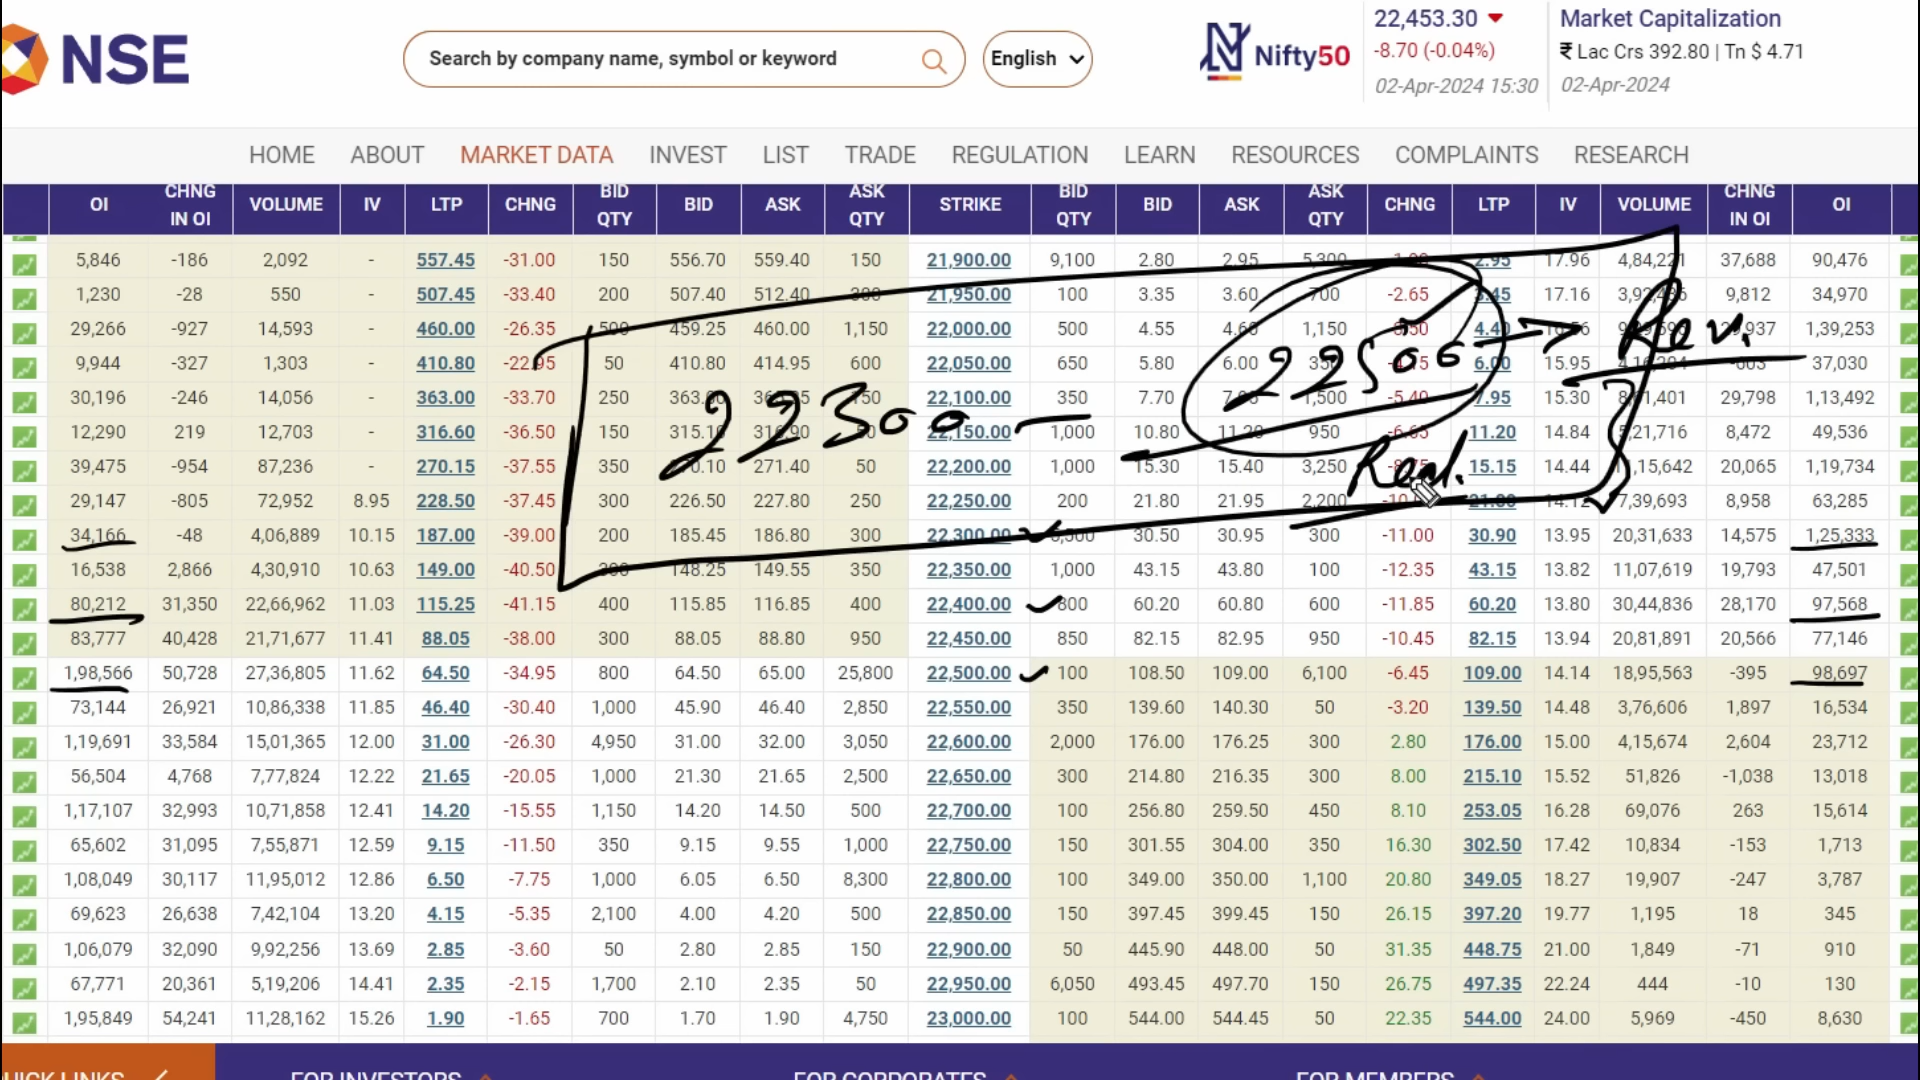 NSE
Search by company name, symbol or keyword
English
Nifty50
22,453.30
-8.70 (-0.04%)
02-Apr-2024 15:30
Market Capitalization
₹ Lac Crs 392.80 | Tn $ 4.71
02-Apr-2024
HOME ABOUT MARKET DATA INVEST LIST TRADE REGULATION LEARN RESOURCES COMPLAINTS RESEARCH
OI CHNG IN OI VOLUME IV LTP CHNG BID QTY BID ASK ASK QTY STRIKE BID QTY BID ASK ASK QTY CHNG LTP IV VOLUME CHNG IN OI OI
5,846 -186 2,092 - 557.45 -31.00 150 556.70 559.40 150 21,900.00 9,100 2.80 2.95 5,300 2.95 17.96 4,84,221 37,688 90,476
1,230 -28 550 - 507.45 -33.40 200 507.40 512.40 21,950.00 100 3.35 3.60 700 -2.65 3.45 17.16 9,812 34,970
29,266 -927 14,593 - 460.00 -26.35 500 459.25 460.00 1,150 22,000.00 500 4.55 4.60 1,150 4.40 1,39,253
9,944 -327 1,303 - 410.80 -22.95 50 410.80 414.95 600 22,050.00 650 5.80 6.00 6.00 15.95 37,030
30,196 -246 14,056 - 363.00 -33.70 250 22,100.00 350 7.70 1,500 7.95 15.30 29,798 1,13,492
12,290 219 12,703 - 316.60 -36.50 150 22,150.00 1,000 10.80 950 -6.65 11.20 14.84 5,21,716 8,472 49,536
39,475 -954 87,236 - 270.15 -37.55 350 271.40 50 22,200.00 1,000 15.30 15.40 3,250 15.15 14.44 20,065 1,19,734
29,147 -805 72,952 8.95 228.50 -37.45 300 226.50 227.80 250 22,250.00 200 21.80 21.95 2,200 7,39,693 8,958 63,285
34,166 -48 4,06,889 10.15 187.00 -39.00 200 185.45 186.80 300 22,300.00 30.50 30.95 300 -11.00 30.90 13.95 20,31,633 14,575 1,25,333
16,538 2,866 4,30,910 10.63 149.00 -40.50 148.25 149.55 350 22,350.00 1,000 43.15 43.80 100 -12.35 43.15 13.82 11,07,619 19,793 47,501
80,212 31,350 22,66,962 11.03 115.25 -41.15 400 115.85 116.85 400 22,400.00 800 60.20 60.80 600 -11.85 60.20 13.80 30,44,836 28,170 97,568
83,777 40,428 21,71,677 11.41 88.05 -38.00 300 88.05 88.80 950 22,450.00 850 82.15 82.95 950 -10.45 82.15 13.94 20,81,891 20,566 77,146
1,98,566 50,728 27,36,805 11.62 64.50 -34.95 800 64.50 65.00 25,800 22,500.00 100 108.50 109.00 6,100 -6.45 109.00 14.14 18,95,563 -395 98,697
73,144 26,921 10,86,338 11.85 46.40 -30.40 1,000 45.90 46.40 2,850 22,550.00 350 139.60 140.30 50 -3.20 139.50 14.48 3,76,606 1,897 16,534
1,19,691 33,584 15,01,365 12.00 31.00 -26.30 4,950 31.00 32.00 3,050 22,600.00 2,000 176.00 176.25 300 2.80 176.00 15.00 4,15,674 2,604 23,712
56,504 4,768 7,77,824 12.22 21.65 -20.05 1,000 21.30 21.65 2,500 22,650.00 300 214.80 216.35 300 8.00 215.10 15.52 51,826 -1,038 13,018
1,17,107 32,993 10,71,858 12.41 14.20 -15.55 1,150 14.20 14.50 500 22,700.00 100 256.80 259.50 450 8.10 253.05 16.28 69,076 263 15,614
65,602 31,095 7,55,871 12.59 9.15 -11.50 350 9.15 9.55 1,000 22,750.00 150 301.55 304.00 350 16.30 302.50 17.42 10,834 -153 1,713
1,08,049 30,117 11,95,012 12.86 6.50 -7.75 1,000 6.05 6.50 8,300 22,800.00 100 349.00 350.00 1,100 20.80 349.05 18.27 19,907 -247 3,787
69,623 26,638 7,42,104 13.20 4.15 -5.35 2,100 4.00 4.20 500 22,850.00 150 397.45 399.45 150 26.15 397.20 19.77 1,195 18 345
1,06,079 32,090 9,92,256 13.69 2.85 -3.60 50 2.80 2.85 150 22,900.00 50 445.90 448.00 50 31.35 448.75 21.00 1,849 -71 910
67,771 20,361 5,19,206 14.41 2.35 -2.15 1,700 2.10 2.35 50 22,950.00 6,050 493.45 497.70 150 26.75 497.35 22.24 444 -10 130
1,95,849 54,241 11,28,162 15.26 1.90 -1.65 700 1.70 1.90 4,750 23,000.00 100 544.00 544.45 50 22.35 544.00 24.00 5,969 -450 8,630
22300 — 22500 Rev.
QUICK LINKS FOR INVESTORS FOR CORPORATES FOR MEMBERS